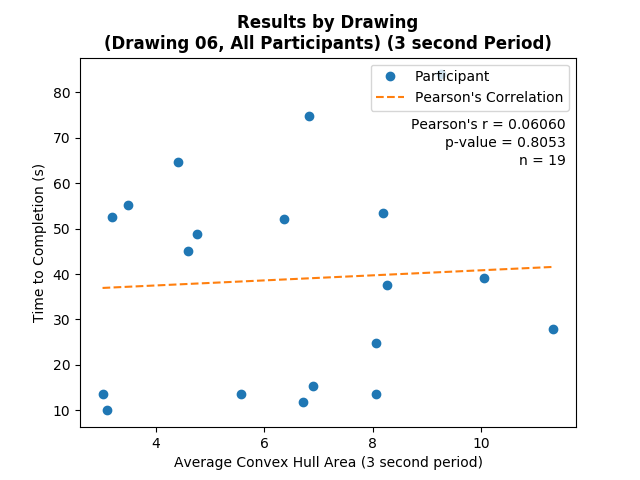 Results by Drawing
(Drawing 06, All Participants) (3 second Period)
Participant
Pearson's Correlation
Pearson's r = 0.06060
p-value = 0.8053
n = 19
80
70
60
50
40
30
20
10
Time to Completion (s)
4 6 8 10
Average Convex Hull Area (3 second period)